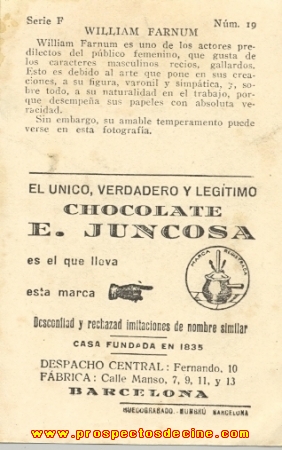 Serie F Núm. 19
WILLIAM FARNUM
William Farnum es uno de los actores pre-
dilectos del público femenino, que gusta de
los caracteres masculinos recios, gallardos.
Esto es debido al arte que pone en sus crea-
ciones, a su figura, varonil y simpática, y, so-
bre todo, a su naturalidad en el trabajo, por-
que desempeña sus papeles con absoluta ve-
racidad.
Sin embargo, su amable temperamento puede
verse en esta fotografía.
EL UNICO, VERDADERO Y LEGÍTIMO
CHOCOLATE
E. JUNCOSA
es el que lleva
esta marca
MARCA REGISTRADA
Desconfiad y rechazad imitaciones de nombre similar
CASA FUNDADA EN 1835
DESPACHO CENTRAL: Fernando, 10
FÁBRICA: Calle Manso, 7, 9, 11, y 13
BARCELONA
HUECOGRABADO - MUMBRÚ BARCELONA
www.prospectosdecine.com